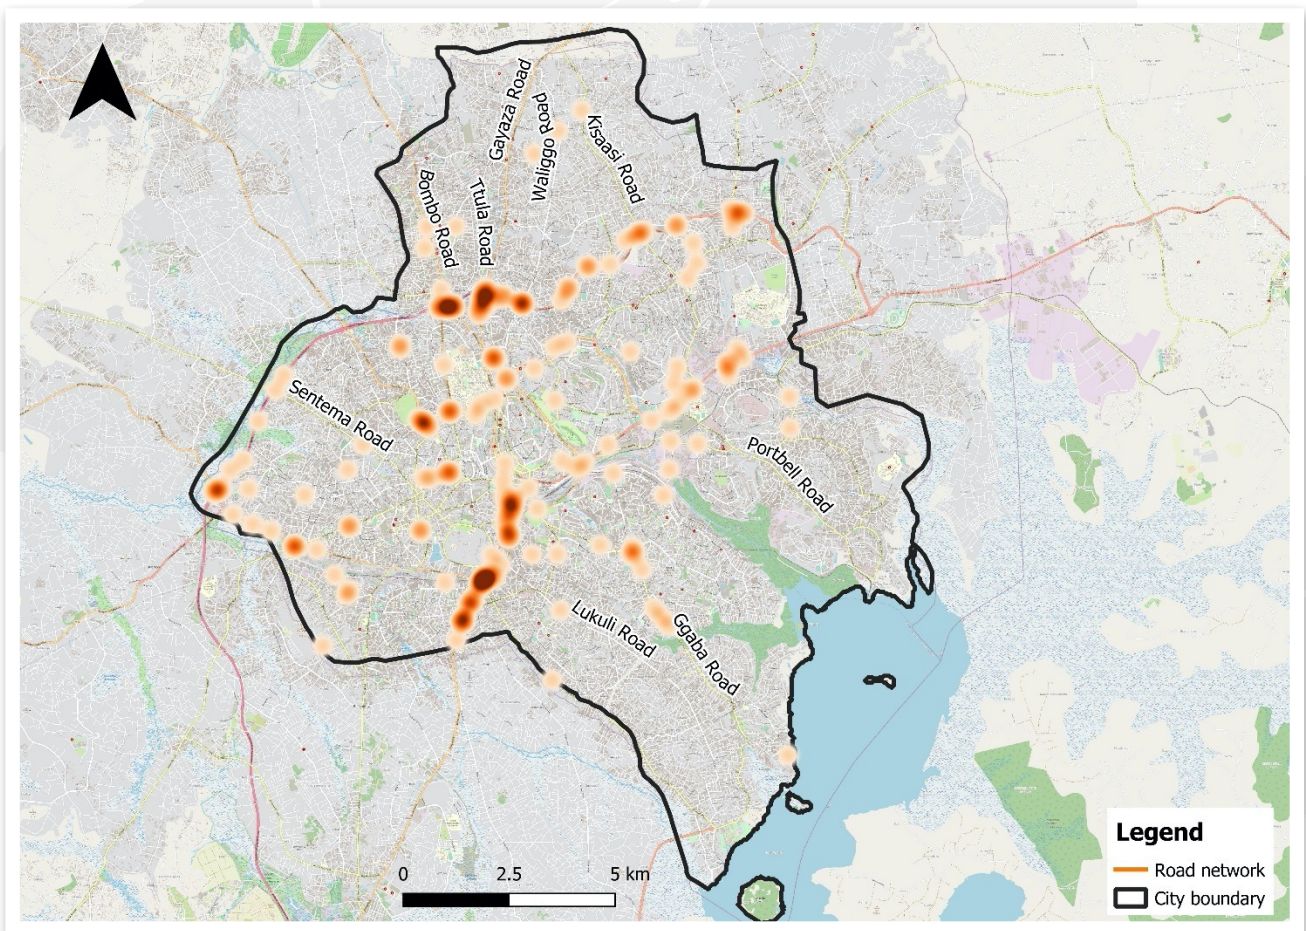 Gayaza Road
Waliggo Road
Kisaasi Road
Bombo Road
Ttula Road
Sentema Road
Portbell Road
Lukuli Road
Ggaba Road
0 2.5 5 km
Legend
Road network
City boundary